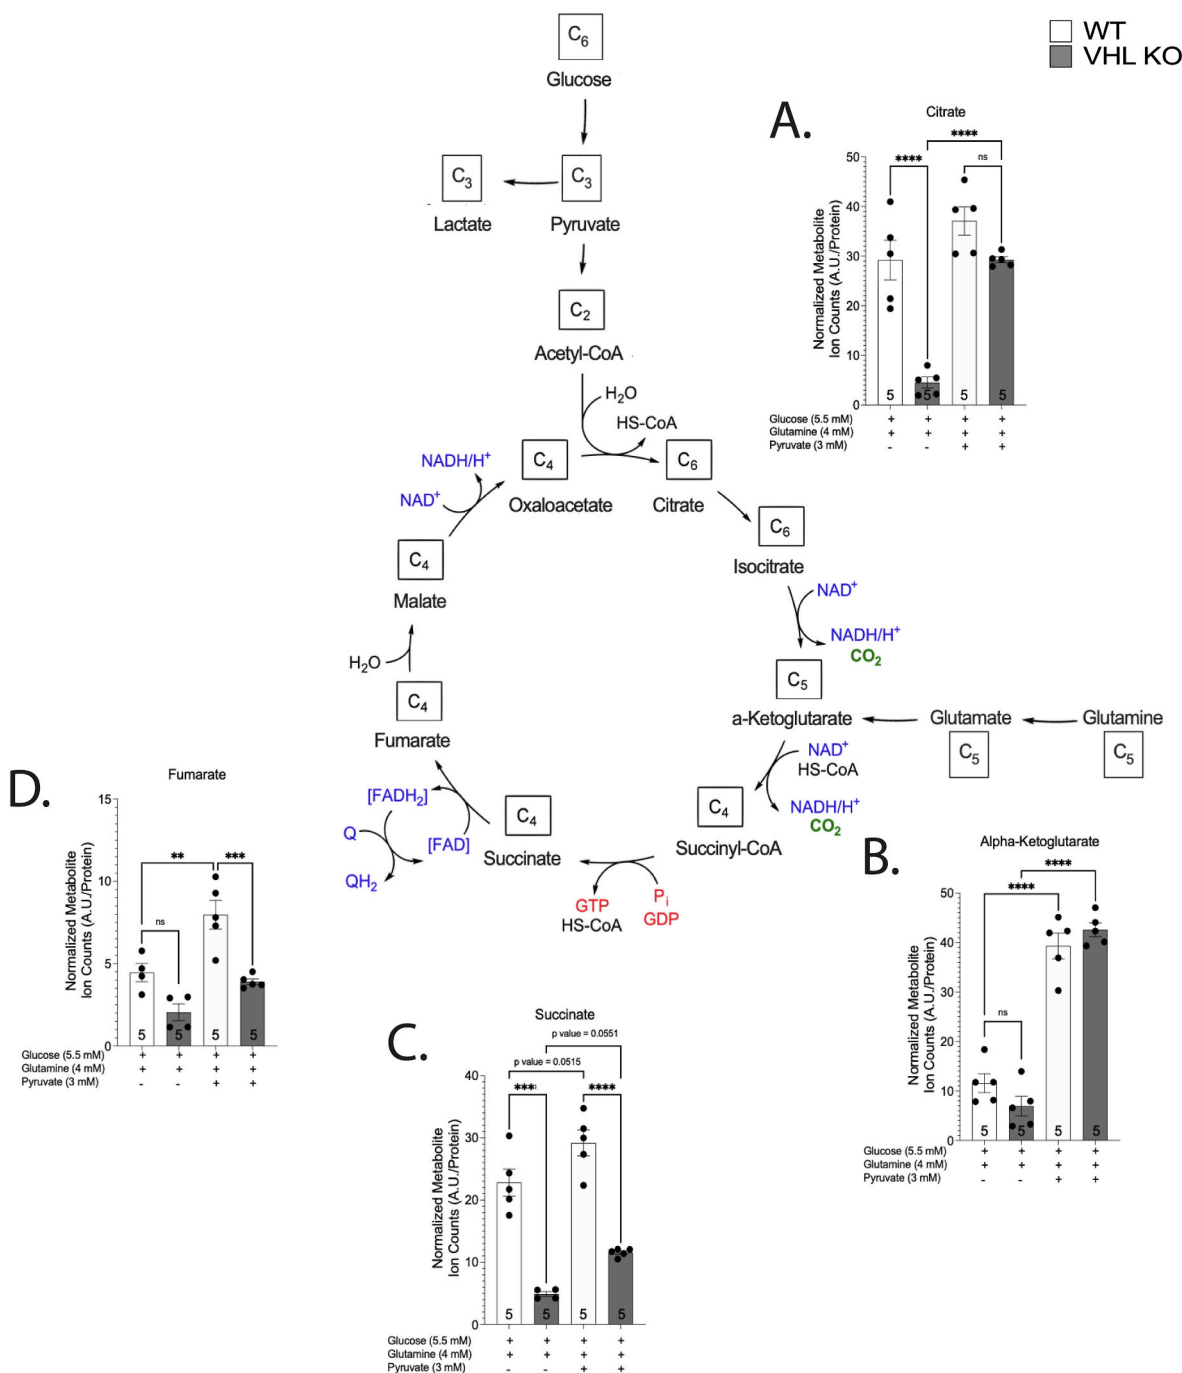 WT
VHL KO
C6
Glucose
C3
Lactate
C3
Pyruvate
C2
Acetyl-CoA
H2O
HS-CoA
NADH/H+
NAD+
C4
Oxaloacetate
C6
Citrate
C6
Isocitrate
NAD+
NADH/H+
CO2
C5
a-Ketoglutarate
Glutamate
C5
Glutamine
C5
NAD+
HS-CoA
NADH/H+
CO2
C4
Succinyl-CoA
Pi
GDP
GTP
HS-CoA
C4
Succinate
[FAD]
[FADH2]
Q
QH2
C4
Fumarate
H2O
C4
Malate
A.
Citrate
Normalized Metabolite
Ion Counts (A.U./Protein)
50
40
30
20
10
0
****
****
ns
5 5 5 5
Glucose (5.5 mM) + + + +
Glutamine (4 mM) + + + +
Pyruvate (3 mM) - - + +
B.
Alpha-Ketoglutarate
Normalized Metabolite
Ion Counts (A.U./Protein)
50
40
30
20
10
0
****
****
ns
5 5 5 5
Glucose (5.5 mM) + + + +
Glutamine (4 mM) + + + +
Pyruvate (3 mM) - - + +
C.
Succinate
Normalized Metabolite
Ion Counts (A.U./Protein)
40
30
20
10
0
p value = 0.0551
p value = 0.0515
****
5 5 5 5
Glucose (5.5 mM) + + + +
Glutamine (4 mM) + + + +
Pyruvate (3 mM) - - + +
D.
Fumarate
Normalized Metabolite
Ion Counts (A.U./Protein)
15
10
5
0
**
***
ns
5 5 5 5
Glucose (5.5 mM) + + + +
Glutamine (4 mM) + + + +
Pyruvate (3 mM) - - + +